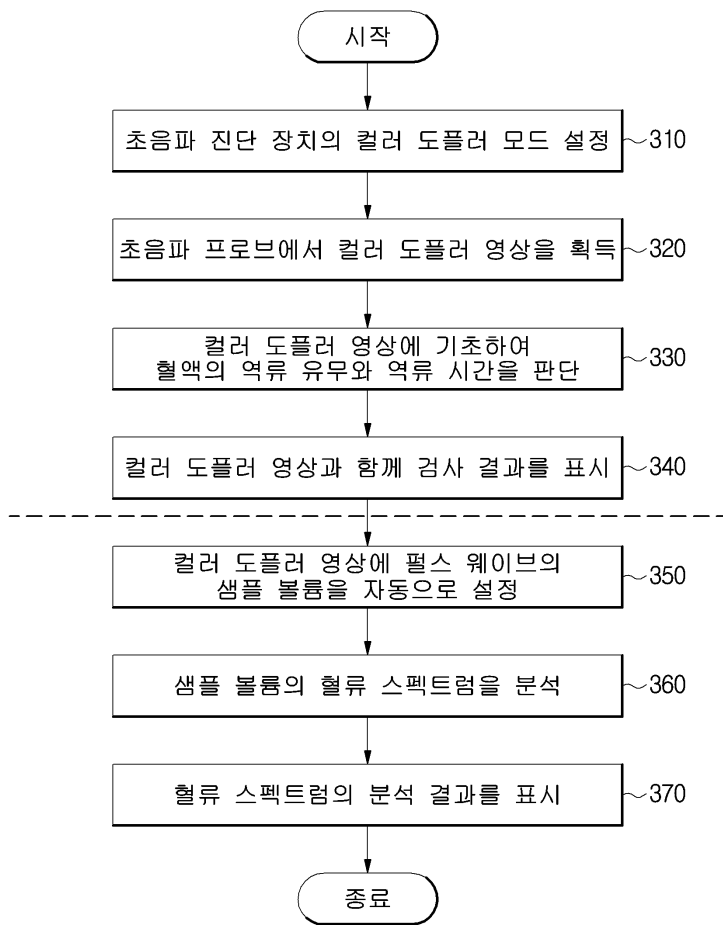 시작
초음파 진단 장치의 컬러 도플러 모드 설정
310
초음파 프로브에서 컬러 도플러 영상을 획득
320
컬러 도플러 영상에 기초하여
혈액의 역류 유무와 역류 시간을 판단
330
컬러 도플러 영상과 함께 검사 결과를 표시
340
컬러 도플러 영상에 펄스 웨이브의
샘플 볼륨을 자동으로 설정
350
샘플 볼륨의 혈류 스펙트럼을 분석
360
혈류 스펙트럼의 분석 결과를 표시
370
종료